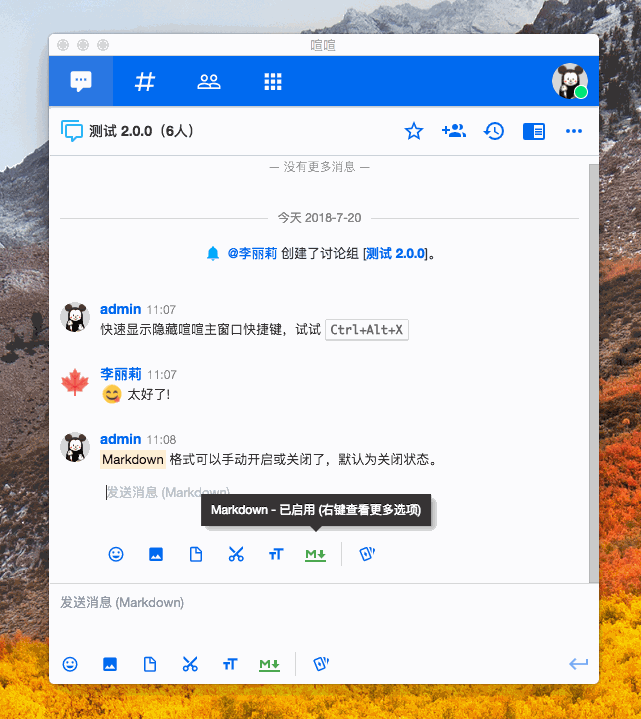 喧喧
测试 2.0.0（6人）
— 没有更多消息 —
今天 2018-7-20
@李丽莉 创建了讨论组 [测试 2.0.0]。
admin 11:07
快速显示隐藏喧喧主窗口快捷键，试试 Ctrl+Alt+X
李丽莉 11:07
太好了!
admin 11:08
Markdown 格式可以手动开启或关闭了，默认为关闭状态。
发送消息 (Markdown)
Markdown - 已启用 (右键查看更多选项)
M↓
发送消息 (Markdown)
M↓